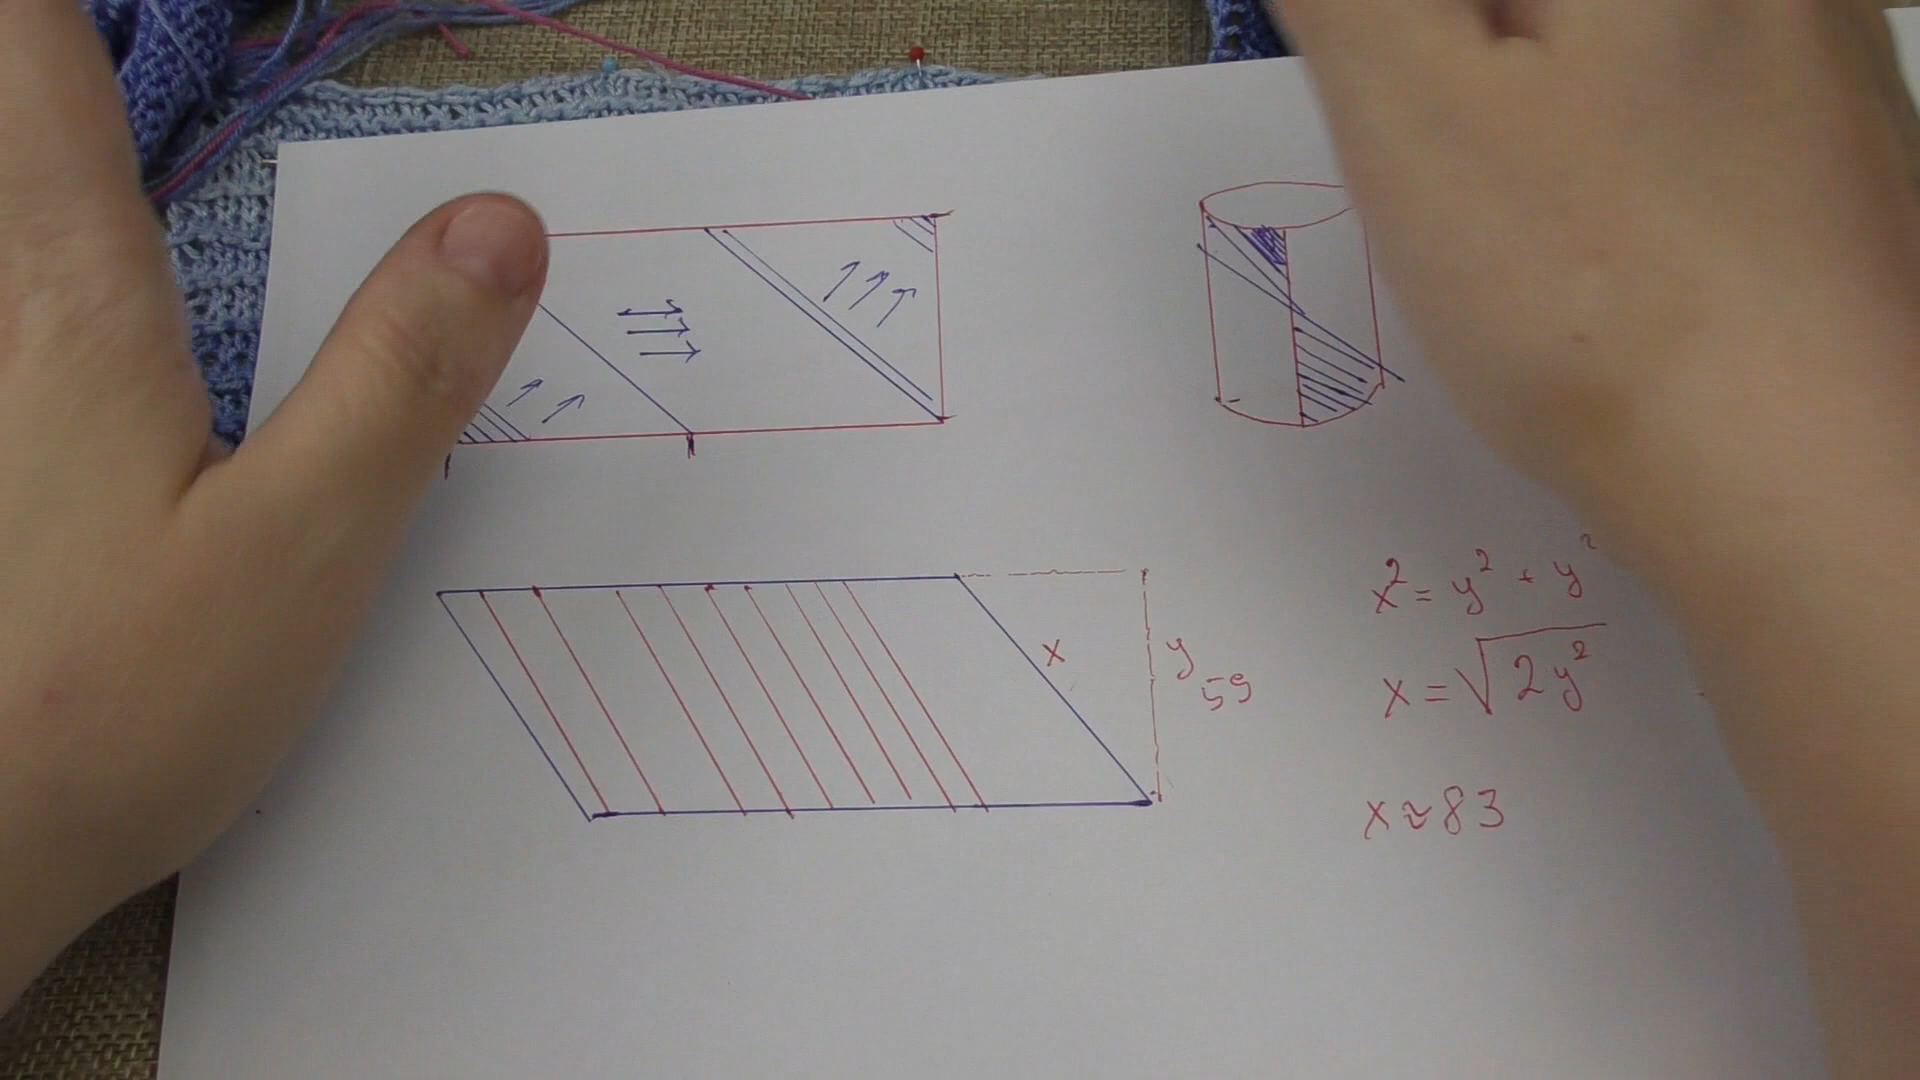 x
y
59
x² = y² + y²
x = √2y²
x ≈ 83